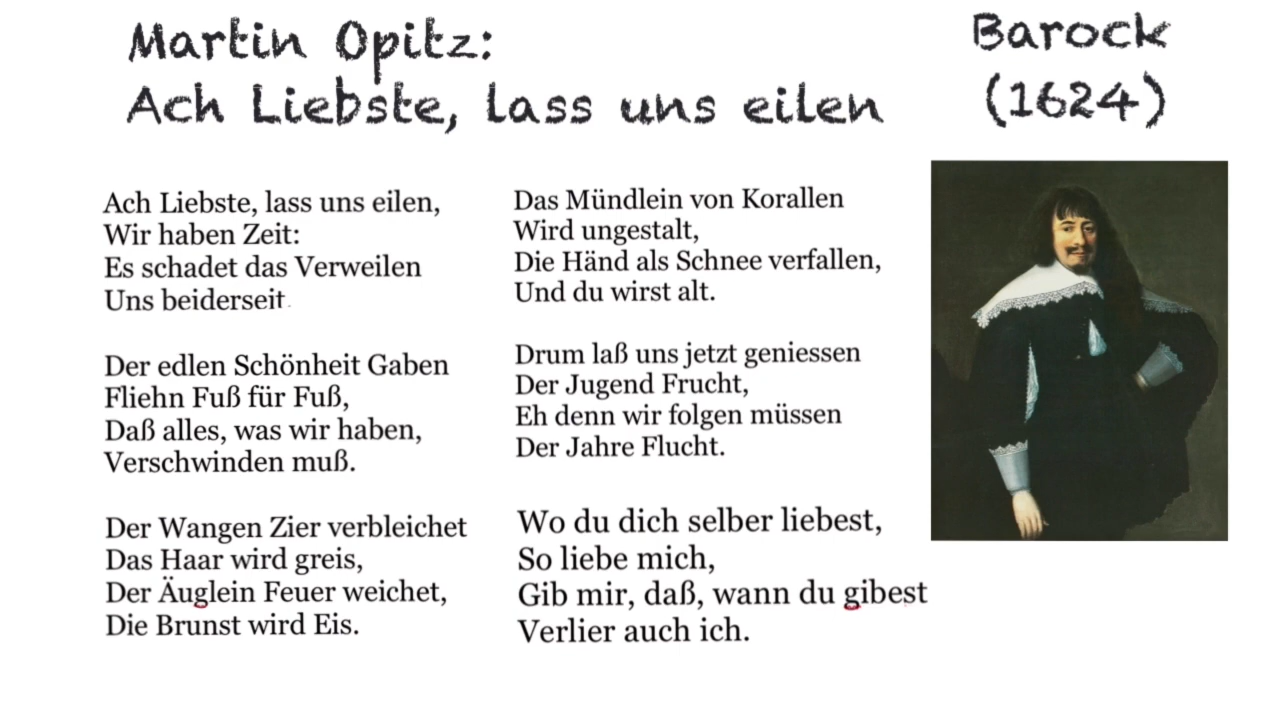 Martin Opitz:
Ach Liebste, lass uns eilen
Barock
(1624)
Ach Liebste, lass uns eilen,
Wir haben Zeit:
Es schadet das Verweilen
Uns beiderseit.
Der edlen Schönheit Gaben
Fliehn Fuß für Fuß,
Daß alles, was wir haben,
Verschwinden muß.
Der Wangen Zier verbleichet
Das Haar wird greis,
Der Äuglein Feuer weichet,
Die Brunst wird Eis.
Das Mündlein von Korallen
Wird ungestalt,
Die Händ als Schnee verfallen,
Und du wirst alt.
Drum laß uns jetzt geniessen
Der Jugend Frucht,
Eh denn wir folgen müssen
Der Jahre Flucht.
Wo du dich selber liebest,
So liebe mich,
Gib mir, daß, wann du gibest
Verlier auch ich.